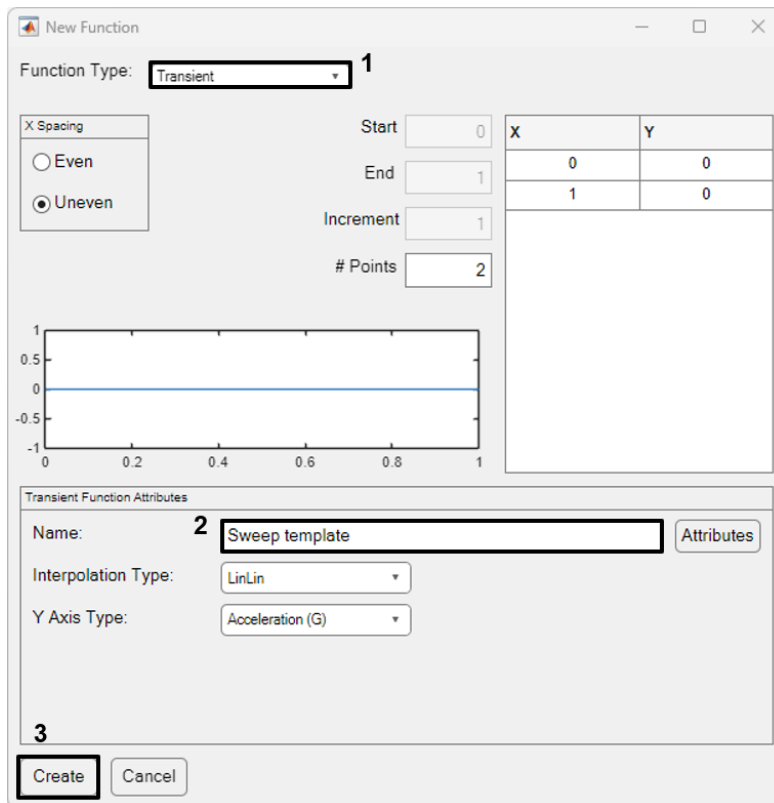 New Function
Function Type: Transient 1
X Spacing
Even
Uneven
Start 0
End 1
Increment 1
# Points 2
X Y
0 0
1 0
1
0.5
0
-0.5
-1
0 0.2 0.4 0.6 0.8 1
Transient Function Attributes
Name: 2 Sweep template Attributes
Interpolation Type: LinLin
Y Axis Type: Acceleration (G)
3
Create Cancel